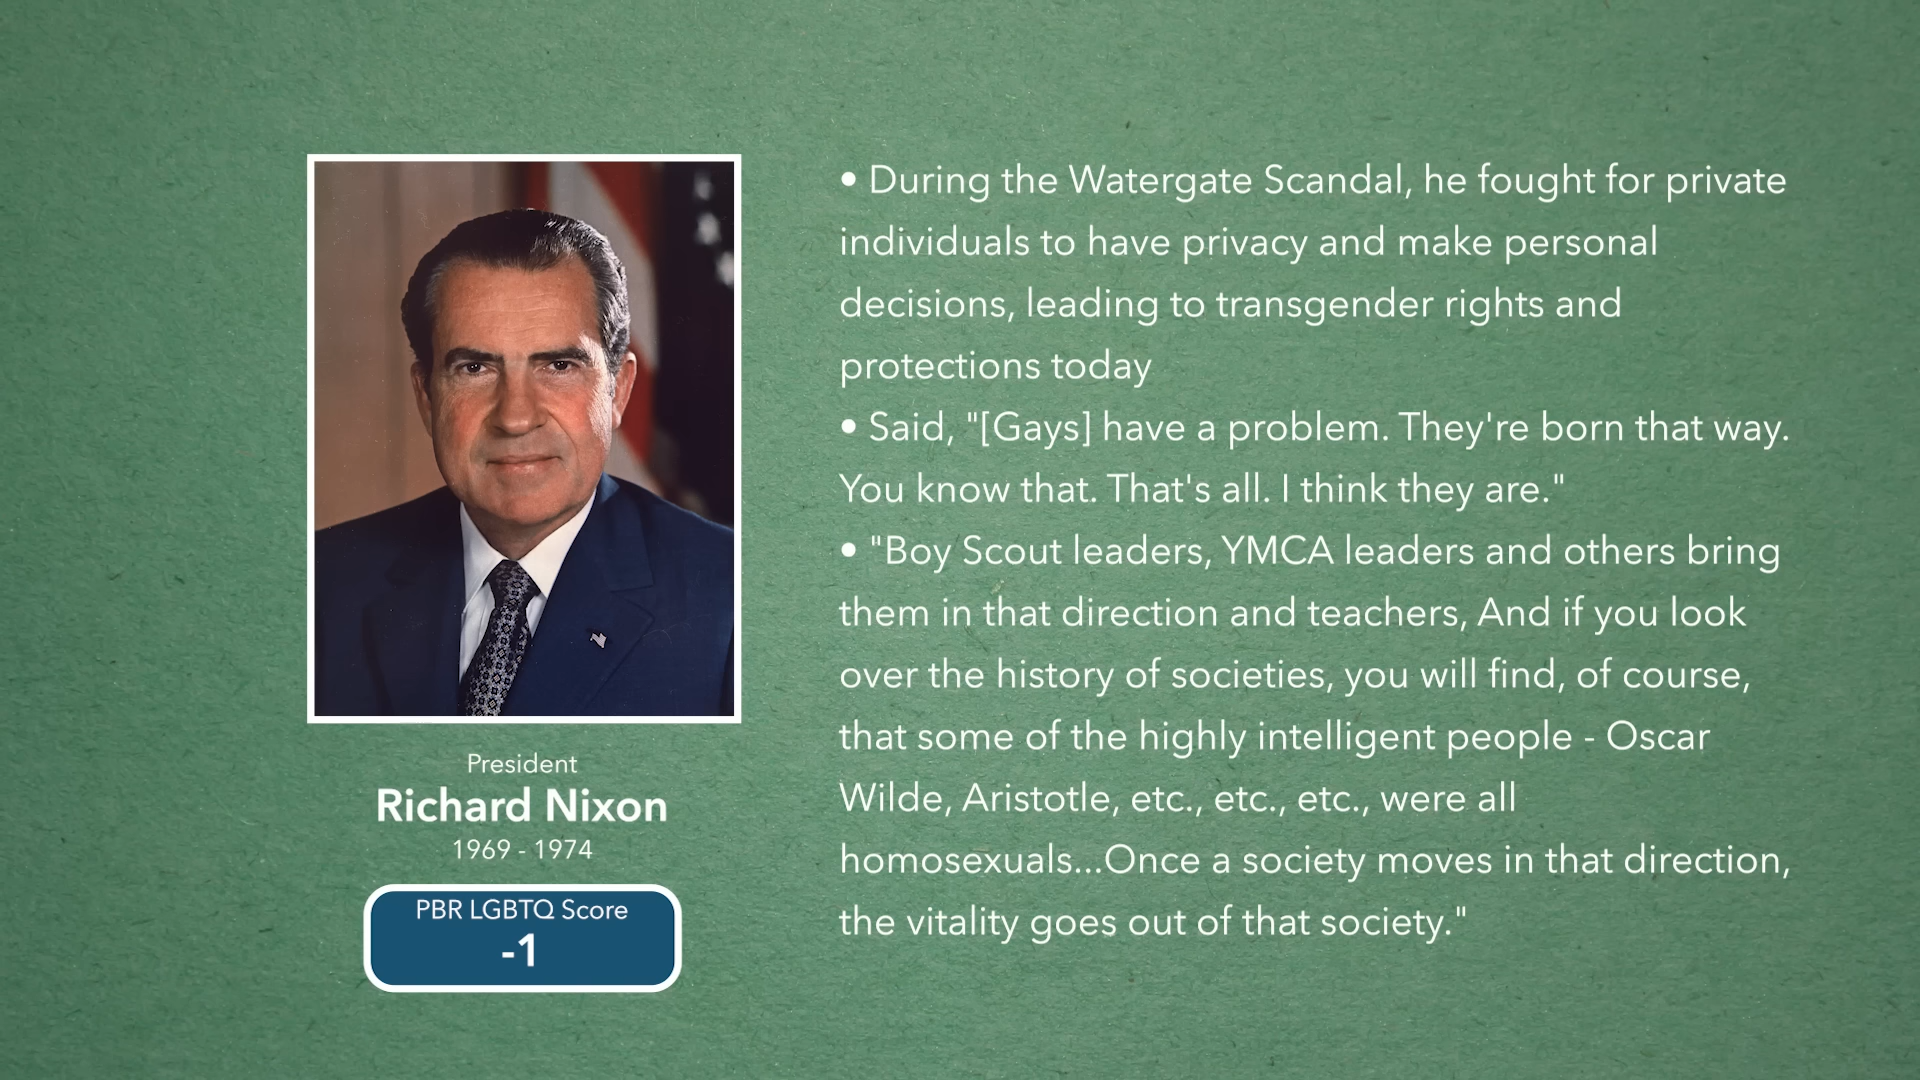 President
Richard Nixon
1969 - 1974
PBR LGBTQ Score
-1
• During the Watergate Scandal, he fought for private
individuals to have privacy and make personal
decisions, leading to transgender rights and
protections today
• Said, "[Gays] have a problem. They're born that way.
You know that. That's all. I think they are."
• "Boy Scout leaders, YMCA leaders and others bring
them in that direction and teachers, And if you look
over the history of societies, you will find, of course,
that some of the highly intelligent people - Oscar
Wilde, Aristotle, etc., etc., etc., were all
homosexuals...Once a society moves in that direction,
the vitality goes out of that society."